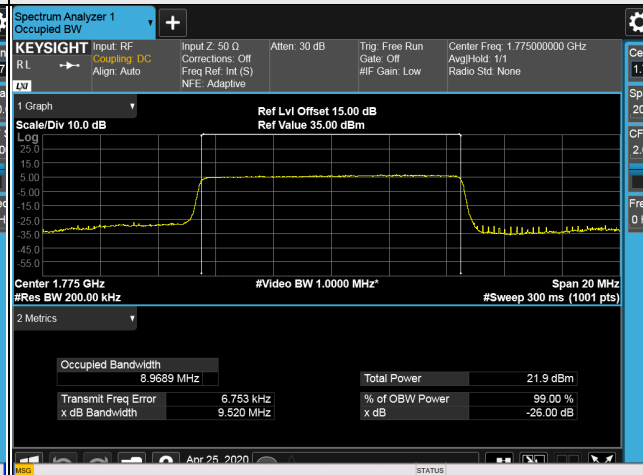 Spectrum Analyzer 1
Occupied BW
KEYSIGHT
RL
LXI
Input: RF
Coupling: DC
Align: Auto
Input Z: 50 Ω
Corrections: Off
Freq Ref: Int (S)
NFE: Adaptive
Atten: 30 dB
Trig: Free Run
Gate: Off
#IF Gain: Low
Center Freq: 1.775000000 GHz
Avg|Hold: 1/1
Radio Std: None
1 Graph
Scale/Div 10.0 dB
Ref Lvl Offset 15.00 dB
Ref Value 35.00 dBm
Log
25.0
15.0
5.00
-5.00
-15.0
-25.0
-35.0
-45.0
-55.0
Center 1.775 GHz
#Res BW 200.00 kHz
#Video BW 1.0000 MHz*
Span 20 MHz
#Sweep 300 ms (1001 pts)
2 Metrics
Occupied Bandwidth
8.9689 MHz
Transmit Freq Error 6.753 kHz
x dB Bandwidth 9.520 MHz
Total Power 21.9 dBm
% of OBW Power 99.00 %
x dB -26.00 dB
Apr 25, 2020
MSG
STATUS